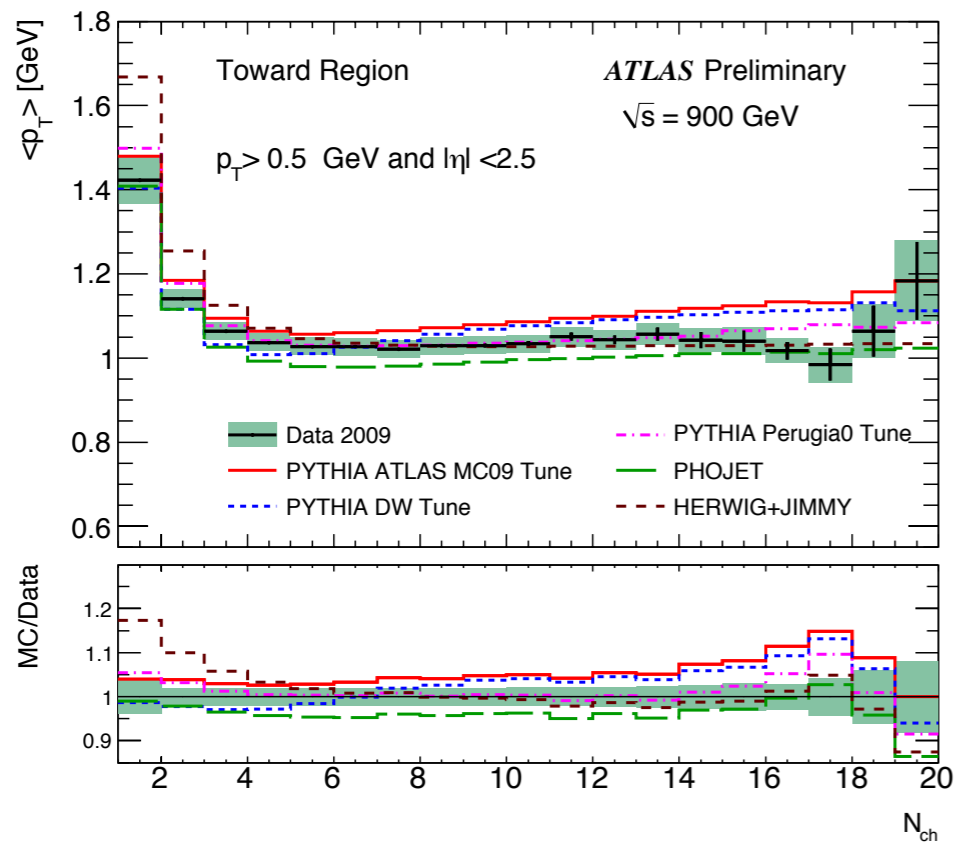 <p_T> [GeV]
1.8
1.6
1.4
1.2
1
0.8
0.6
Toward Region
ATLAS Preliminary
√s = 900 GeV
p_T > 0.5 GeV and |η| <2.5
Data 2009
PYTHIA ATLAS MC09 Tune
PYTHIA DW Tune
PYTHIA Perugia0 Tune
PHOJET
HERWIG+JIMMY
MC/Data
1.2
1.1
1
0.9
2 4 6 8 10 12 14 16 18 20
N_ch